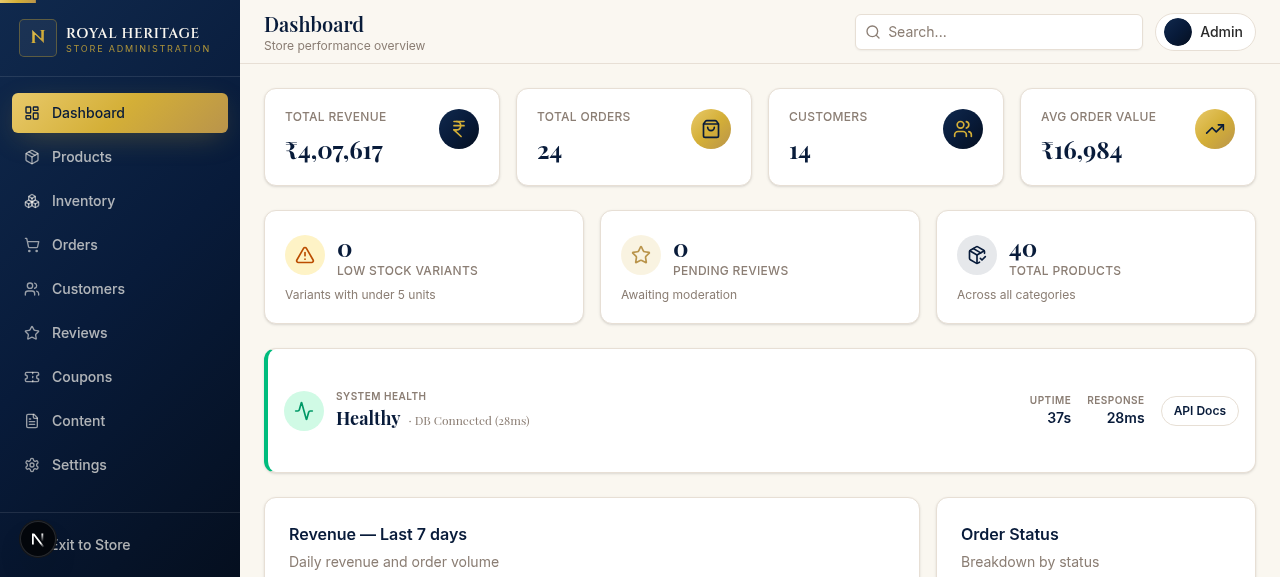 N
ROYAL HERITAGE
STORE ADMINISTRATION
Dashboard
Products
Inventory
Orders
Customers
Reviews
Coupons
Content
Settings
N
Exit to Store
Dashboard
Store performance overview
Search...
Admin
TOTAL REVENUE
₹4,07,617
₹
TOTAL ORDERS
24
CUSTOMERS
14
AVG ORDER VALUE
₹16,984
0
LOW STOCK VARIANTS
Variants with under 5 units
0
PENDING REVIEWS
Awaiting moderation
40
TOTAL PRODUCTS
Across all categories
SYSTEM HEALTH
Healthy · DB Connected (28ms)
UPTIME
37s
RESPONSE
28ms
API Docs
Revenue — Last 7 days
Daily revenue and order volume
Order Status
Breakdown by status